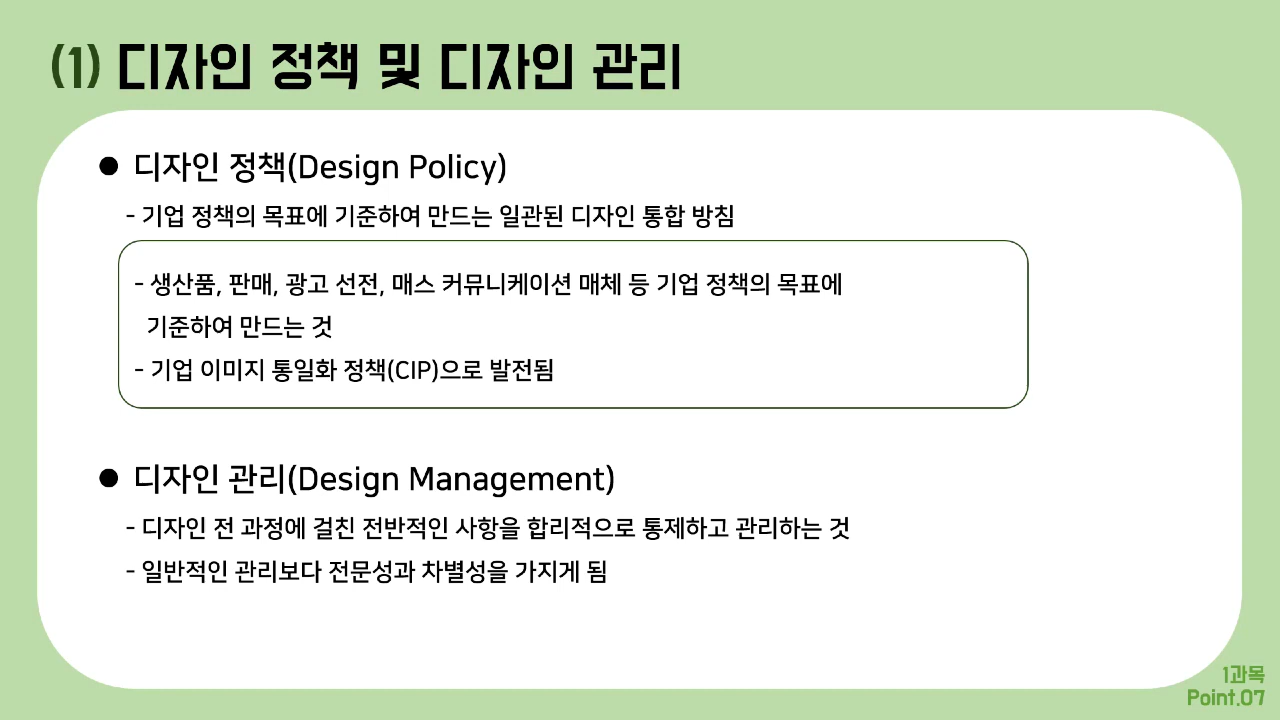 (1) 디자인 정책 및 디자인 관리
● 디자인 정책(Design Policy)
- 기업 정책의 목표에 기준하여 만드는 일관된 디자인 통합 방침
- 생산품, 판매, 광고 선전, 매스 커뮤니케이션 매체 등 기업 정책의 목표에
기준하여 만드는 것
- 기업 이미지 통일화 정책(CIP)으로 발전됨
● 디자인 관리(Design Management)
- 디자인 전 과정에 걸친 전반적인 사항을 합리적으로 통제하고 관리하는 것
- 일반적인 관리보다 전문성과 차별성을 가지게 됨
1과목
Point.07